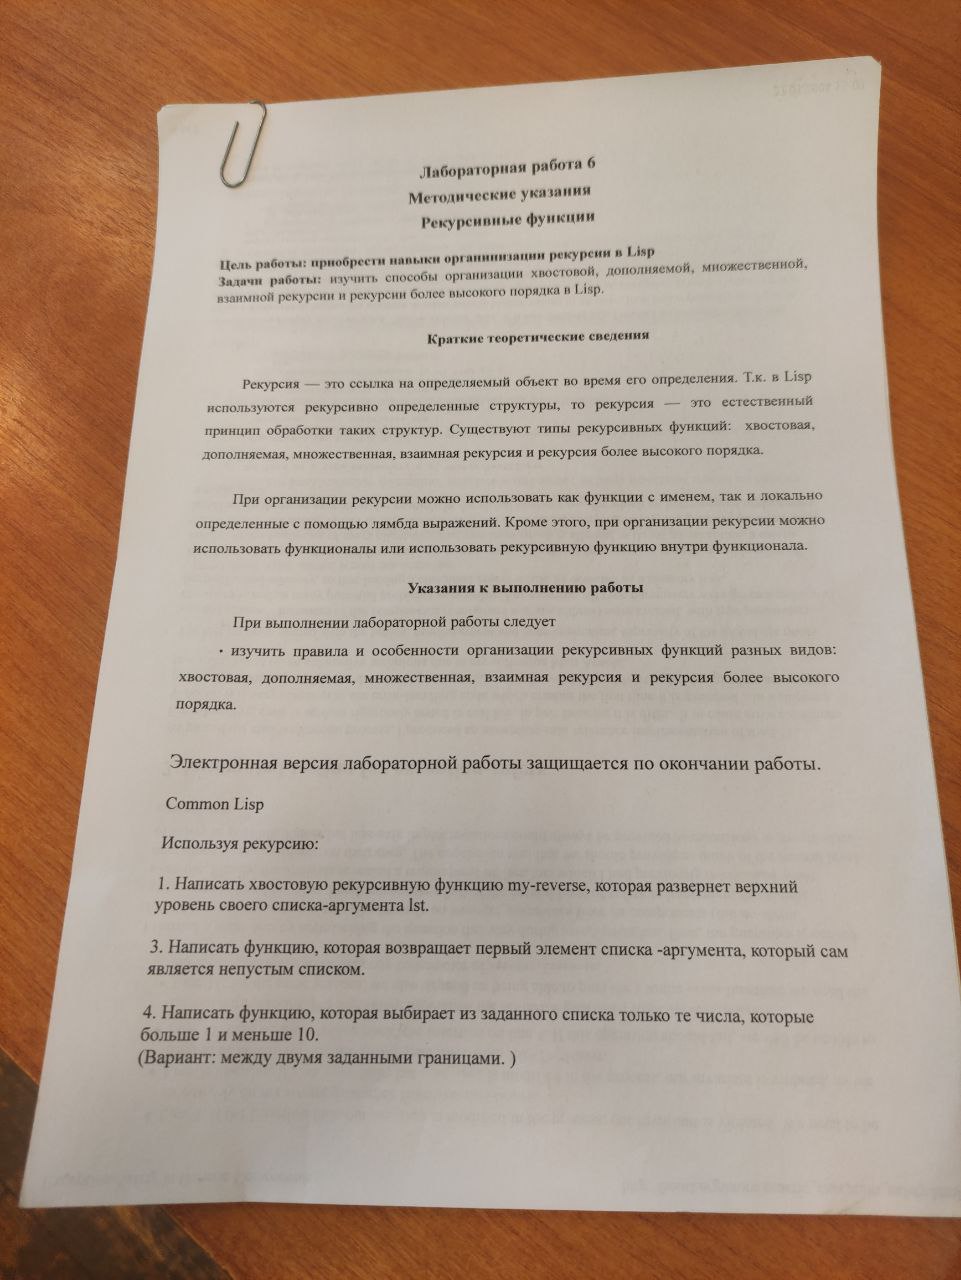 Лабораторная работа 6
Методические указания
Рекурсивные функции
Цель работы: приобрести навыки органинизации рекурсии в Lisp
Задачи работы: изучить способы организации хвостовой, дополняемой, множественной,
взаимной рекурсии и рекурсии более высокого порядка в Lisp.
Краткие теоретические сведения
Рекурсия — это ссылка на определяемый объект во время его определения. Т.к. в Lisp
используются рекурсивно определенные структуры, то рекурсия — это естественный
принцип обработки таких структур. Существуют типы рекурсивных функций: хвостовая,
дополняемая, множественная, взаимная рекурсия и рекурсия более высокого порядка.
При организации рекурсии можно использовать как функции с именем, так и локально
определенные с помощью лямбда выражений. Кроме этого, при организации рекурсии можно
использовать функционалы или использовать рекурсивную функцию внутри функционала.
Указания к выполнению работы
При выполнении лабораторной работы следует
• изучить правила и особенности организации рекурсивных функций разных видов:
хвостовая, дополняемая, множественная, взаимная рекурсия и рекурсия более высокого
порядка.
Электронная версия лабораторной работы защищается по окончании работы.
Common Lisp
Используя рекурсию:
1. Написать хвостовую рекурсивную функцию my-reverse, которая развернет верхний
уровень своего списка-аргумента lst.
3. Написать функцию, которая возвращает первый элемент списка -аргумента, который сам
является непустым списком.
4. Написать функцию, которая выбирает из заданного списка только те числа, которые
больше 1 и меньше 10.
(Вариант: между двумя заданными границами. )